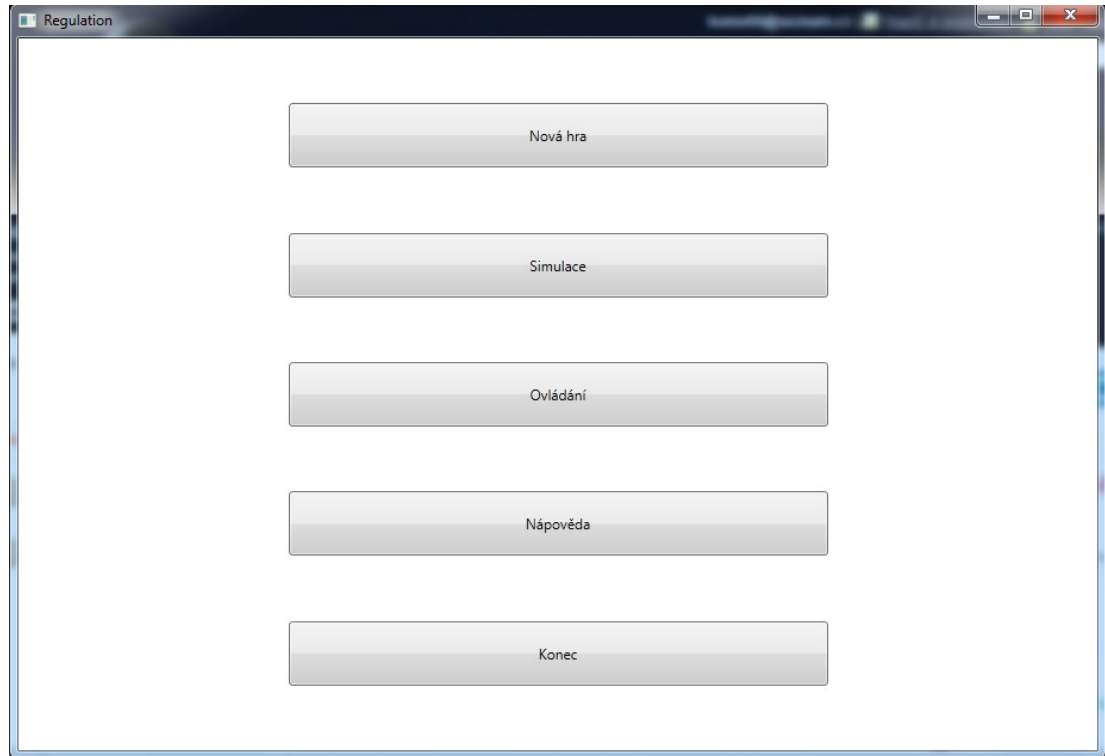 Regulation
Nová hra
Simulace
Ovládání
Nápověda
Konec